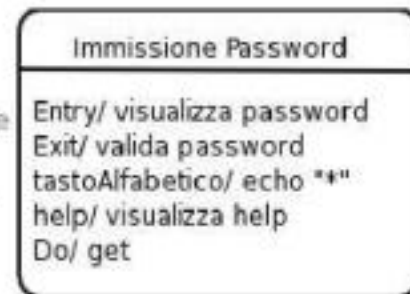 Immissione Password
Entry/ visualizza password
Exit/ valida password
tastoAlfabetico/ echo "*"
help/ visualizza help
Do/ get